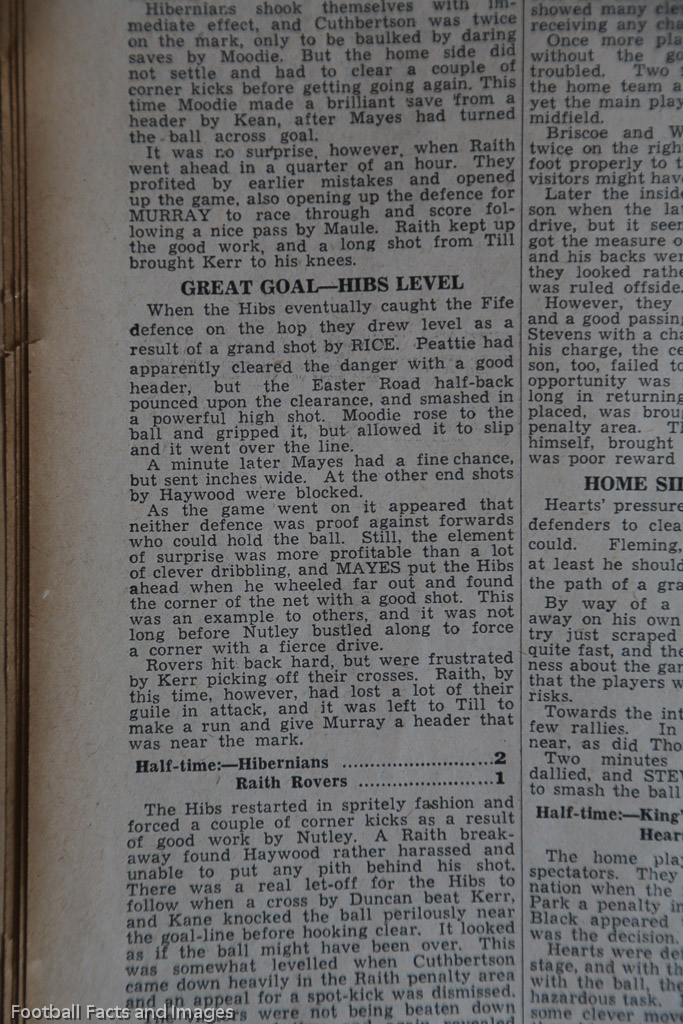 Hibernians shook themselves with im-
mediate effect, and Cuthbertson was twice
on the mark, only to be baulked by daring
saves by Moodie. But the home side did
not settle and had to clear a couple of
corner kicks before getting going again. This
time Moodie made a brilliant save from a
header by Kean, after Mayes had turned
the ball across goal.
It was no surprise, however, when Raith
went ahead in a quarter of an hour. They
profited by earlier mistakes and opened
up the game, also opening up the defence for
MURRAY to race through and score fol-
lowing a nice pass by Maule. Raith kept up
the good work, and a long shot from Till
brought Kerr to his knees.
GREAT GOAL—HIBS LEVEL
When the Hibs eventually caught the Fife
defence on the hop they drew level as a
result of a grand shot by RICE. Peattie had
apparently cleared the danger with a good
header, but the Easter Road half-back
pounced upon the clearance, and smashed in
a powerful high shot. Moodie rose to the
ball and gripped it, but allowed it to slip
and it went over the line.
A minute later Mayes had a fine chance,
but sent inches wide. At the other end shots
by Haywood were blocked.
As the game went on it appeared that
neither defence was proof against forwards
who could hold the ball. Still, the element
of surprise was more profitable than a lot
of clever dribbling, and MAYES put the Hibs
ahead when he wheeled far out and found
the corner of the net with a good shot. This
was an example to others, and it was not
long before Nutley bustled along to force
a corner with a fierce drive.
Rovers hit back hard, but were frustrated
by Kerr picking off their crosses. Raith, by
this time, however, had lost a lot of their
guile in attack, and it was left to Till to
make a run and give Murray a header that
was near the mark.
Half-time:—Hibernians ..........................2
Raith Rovers ........................1
The Hibs restarted in spritely fashion and
forced a couple of corner kicks as a result
of good work by Nutley. A Raith break-
away found Haywood rather harassed and
unable to put any pith behind his shot.
There was a real let-off for the Hibs to
follow when a cross by Duncan beat Kerr,
and Kane knocked the ball perilously near
the goal-line before hooking clear. It looked
as if the ball might have been over. This
was somewhat levelled when Cuthbertson
came down heavily in the Raith penalty area
and an appeal for a spot-kick was dismissed.
were not being beaten down
showed many
receiving any
Once more
without the
troubled. Two
the home team
yet the main play
midfield.
Briscoe and
twice on the
foot properly to
visitors might
Later the
son when the
drive, but it
got the measure
and his backs
they looked
was ruled offside.
However, they
and a good passing
Stevens with a
his charge, the
son, too, failed
opportunity was
long in returning
placed, was
penalty area.
himself, brought
was poor reward
HOME
Hearts' pressure
defenders to
could. Fleming,
at least he should
the path of a
By way of a
away on his own
try just scraped
quite fast, and the
ness about the
that the players
risks.
Towards the
few rallies. In
near, as did
Two minutes
dallied, and
to smash the ball
Half-time:—King'
The home
spectators. They
nation when the
Park a penalty
Black appeared
was the decision.
Hearts were
stage, and with
with the ball,
hazardous task.
some clever
Football Facts and Images